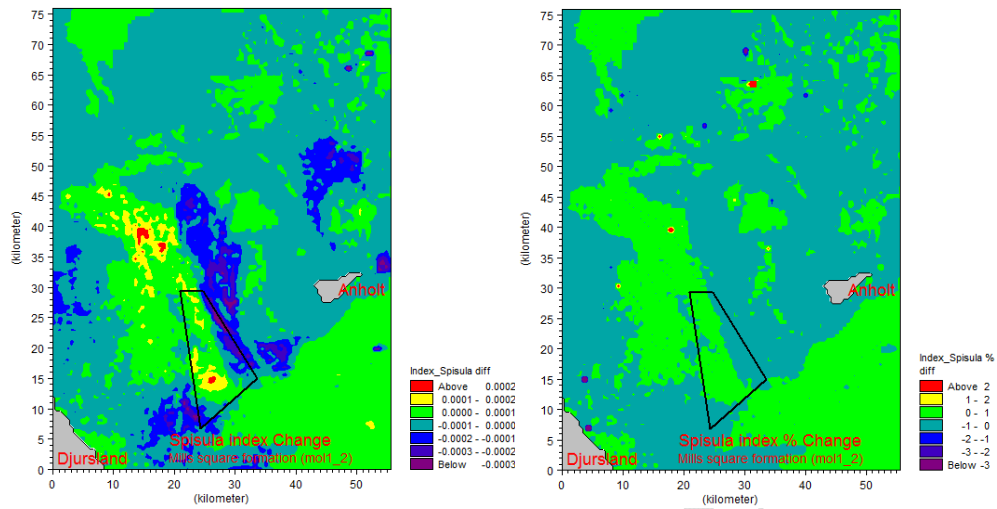 75
70
65
60
55
50
45
40
35
30
25
20
15
10
5
0
(kilometer)
0 10 20 30 40 50
(kilometer)
Anholt
Djursland
Spisula index Change
Mills square formation (mol1_2)
Index_Spisula diff
Above 0.0002
0.0001 - 0.0002
0.0000 - 0.0001
-0.0001 - 0.0000
-0.0002 - -0.0001
-0.0003 - -0.0002
Below -0.0003
75
70
65
60
55
50
45
40
35
30
25
20
15
10
5
0
(kilometer)
0 10 20 30 40 50
(kilometer)
Anholt
Djursland
Spisula index % Change
Mills square formation (mol1_2)
Index_Spisula %
diff
Above 2
1 - 2
0 - 1
-1 - 0
-2 - -1
-3 - -2
Below -3